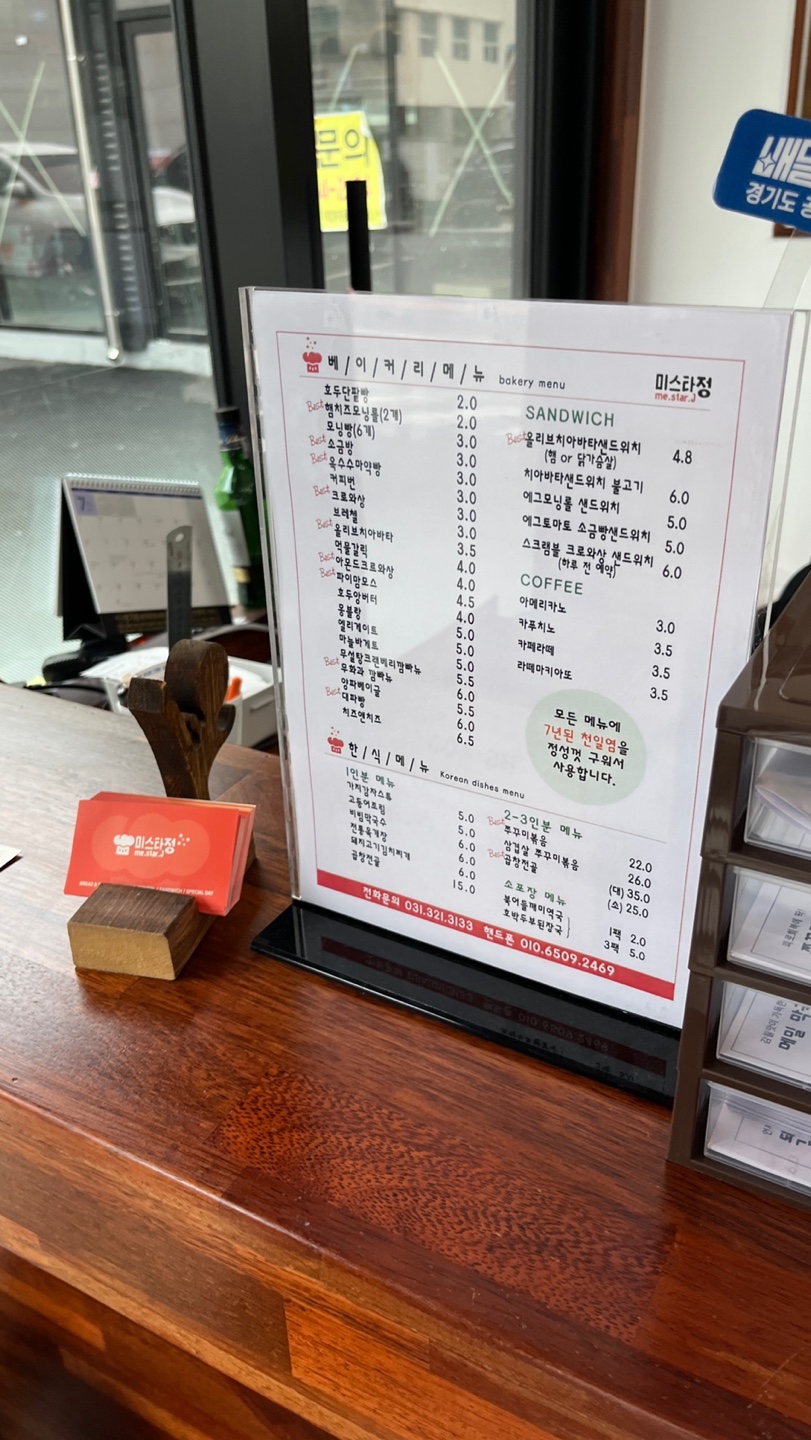 문의
배달
경기도 공
베/이/커/리/메/뉴 bakery menu
미스타정
me.star.J
호두단팥빵 2.0
Best 햄치즈모닝롤(2개) 2.0
모닝빵(6개) 3.0
Best 소금빵 3.0
Best 옥수수마약빵 3.0
커피번 3.0
Best 크로와상 3.0
브레첼 3.0
Best 올리브치아바타 3.5
먹물갈릭 4.0
Best 아몬드크로와상 4.0
Best 파이맘모스 4.5
호두앙버터 4.0
몽블랑 5.0
엘리게이트 5.0
마늘바게트 5.0
무설탕크랜베리깜빠뉴 5.5
Best 무화과 깜빠뉴 6.0
양파베이글 5.5
Best 대파빵 6.0
치즈앤치즈 6.5
SANDWICH
Best 올리브치아바타샌드위치 4.8
(햄 or 닭가슴살)
치아바타샌드위치 불고기 6.0
에그모닝롤 샌드위치 5.0
에그토마토 소금빵샌드위치 5.0
스크램블 크로와상 샌드위치 6.0
(하루 전 예약)
COFFEE
아메리카노 3.0
카푸치노 3.5
카페라떼 3.5
라떼마키아또 3.5
모든 메뉴에
7년된 천일염을
정성껏 구워서
사용합니다.
한/식/메/뉴 Korean dishes menu
1인분 메뉴
가지감자스튜 5.0
고등어조림 5.0
비빔막국수 6.0
전통육개장 6.0
돼지고기김치찌개 6.0
곱창전골 15.0
2-3인분 메뉴
Best 쭈꾸미볶음 22.0
삼겹살 쭈꾸미볶음 26.0
Best 곱창전골 (대) 35.0
(소) 25.0
소포장 메뉴
북어들깨미역국 1팩 2.0
호박두부된장국 3팩 5.0
전화문의 031.321.3133 핸드폰 010.6509.2469
미스타정
me.star.J